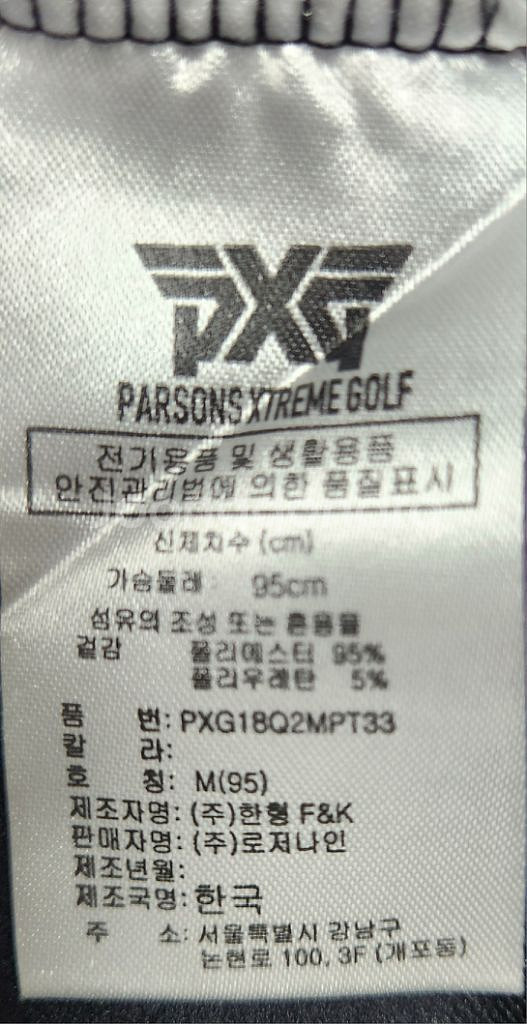 PXG
PARSONS XTREME GOLF
전기용품 및 생활용품
안전관리법에 의한 품질표시
신체치수 (cm)
가슴둘레 : 95cm
섬유의 조성 또는 혼용율
겉감 폴리에스터 95%
폴리우레탄 5%
품 번: PXG18Q2MPT33
칼 라:
호 칭: M(95)
제조자명: (주)한형 F&K
판매자명: (주)로저나인
제조년월:
제조국명: 한국
주 소: 서울특별시 강남구
논현로 100, 3F (개포동)